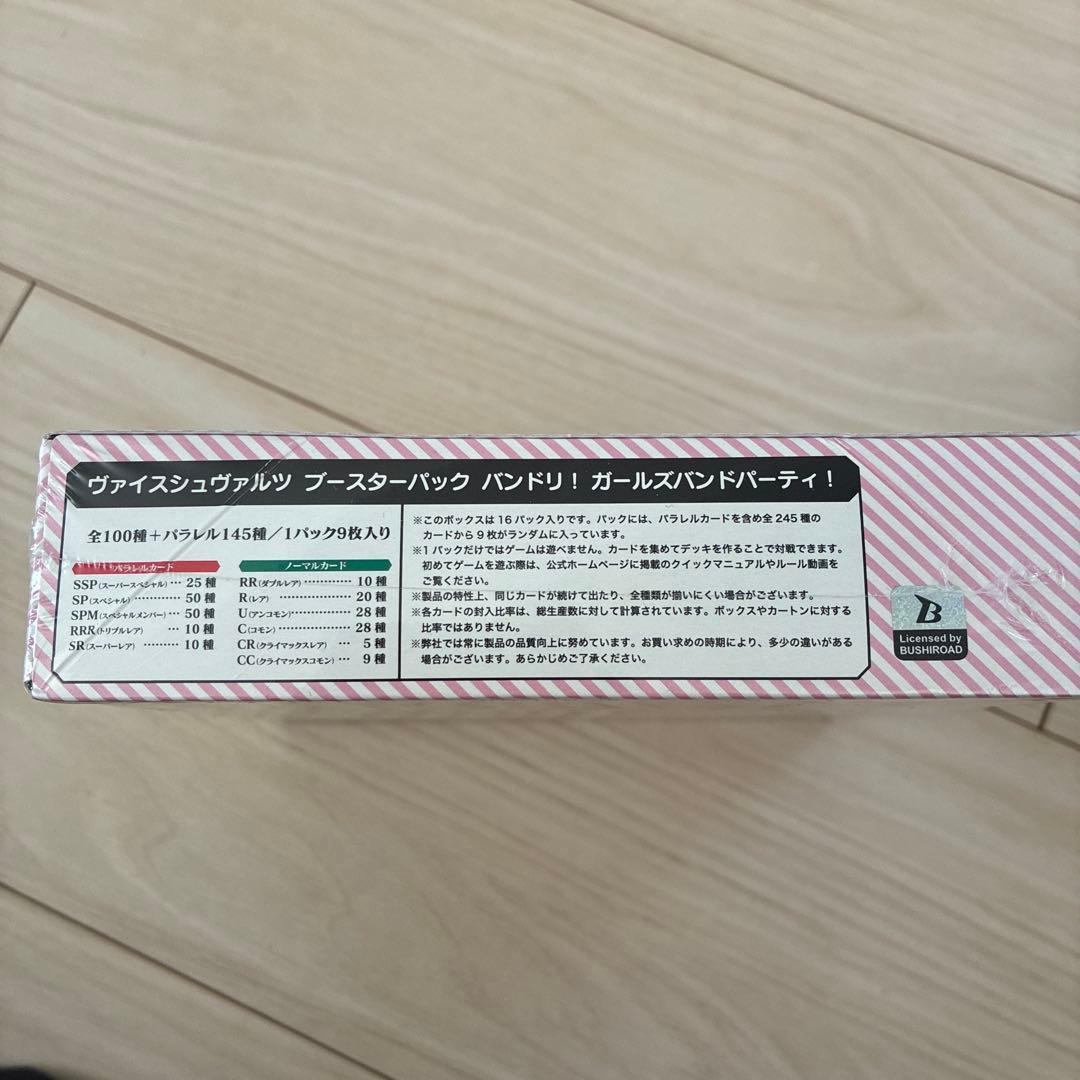 ヴァイスシュヴァルツ ブースターパック バンドリ！ ガールズバンドパーティ！
全100種＋パラレル145種／1パック9枚入り
パラレルカード
SSP(スーパースペシャル)… 25種
SP(スペシャル)………… 50種
SPM(スペシャルメンバー)… 50種
RRR(トリプルレア)…… 10種
SR(スーパーレア)……… 10種
ノーマルカード
RR(ダブルレア)………… 10種
R(レア)………………… 20種
U(アンコモン)………… 28種
C(コモン)……………… 28種
CR(クライマックスレア)… 5種
CC(クライマックスコモン)… 9種
※このボックスは16パック入りです。パックには、パラレルカードを含め全245種の
カードから9枚がランダムに入っています。
※1パックだけではゲームは遊べません。カードを集めてデッキを作ることで対戦できます。
初めてゲームを遊ぶ際は、公式ホームページに掲載のクイックマニュアルやルール動画を
ご覧ください。
※製品の特性上、同じカードが続けて出たり、全種類が揃いにくい場合がございます。
※各カードの封入比率は、総生産数に対して計算されています。ボックスやカートンに対する
比率ではありません。
※弊社では常に製品の品質向上に努めています。お買い求めの時期により、多少の違いがある
場合がございます。あらかじめご了承ください。
B
Licensed by
BUSHIROAD